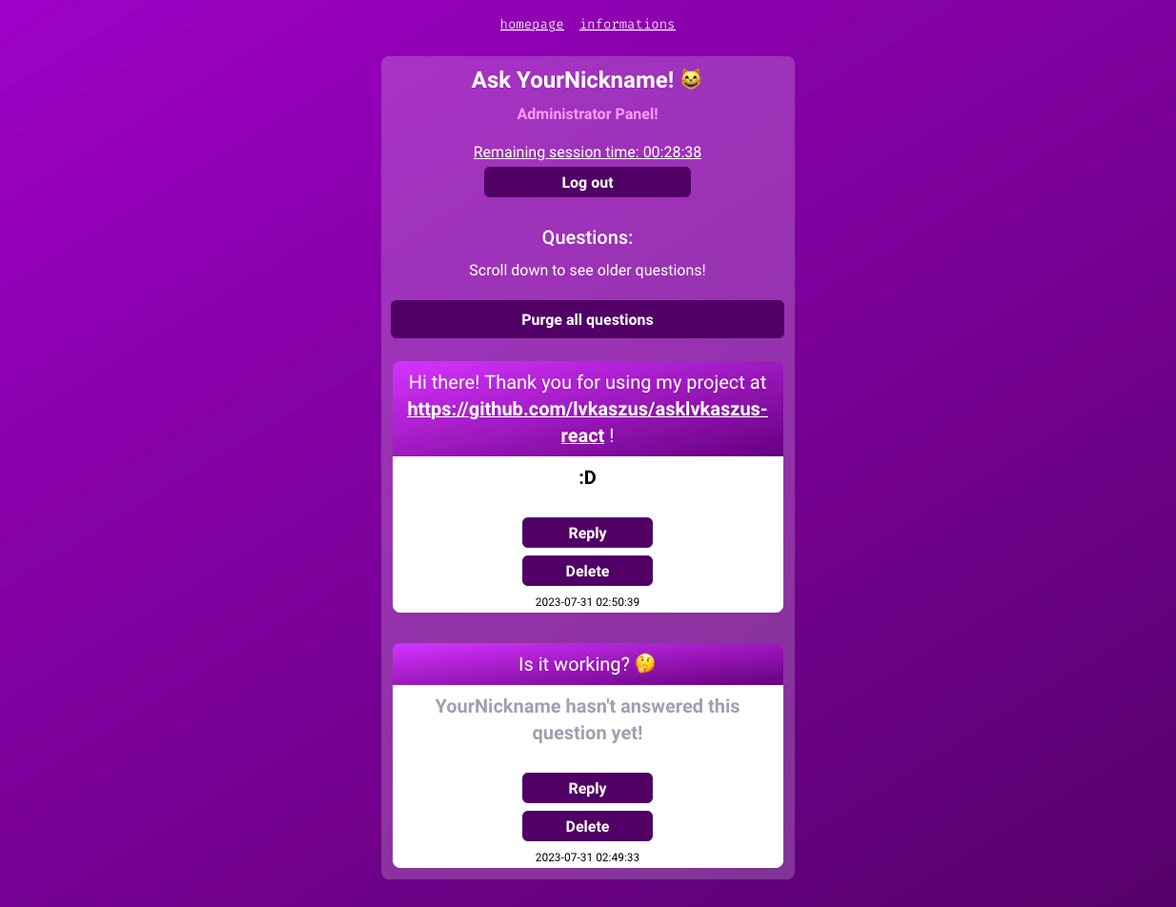 homepage informations
Ask YourNickname! 😸
Administrator Panel!
Remaining session time: 00:28:38
Log out
Questions:
Scroll down to see older questions!
Purge all questions
Hi there! Thank you for using my project at
https://github.com/lvkaszus/asklvkaszus-
react !
:D
Reply
Delete
2023-07-31 02:50:39
Is it working? 🤔
YourNickname hasn't answered this
question yet!
Reply
Delete
2023-07-31 02:49:33